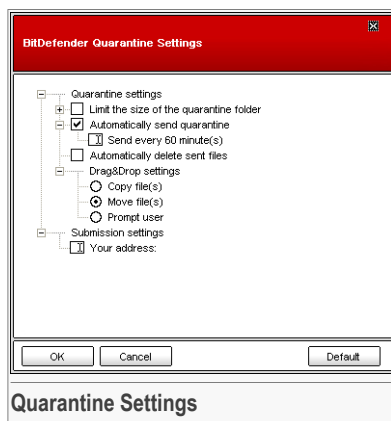 BitDefender Quarantine Settings
Quarantine settings
Limit the size of the quarantine folder
Automatically send quarantine
Send every 60 minute(s)
Automatically delete sent files
Drag&Drop settings
Copy file(s)
Move file(s)
Prompt user
Submission settings
Your address:
OK Cancel Default
Quarantine Settings